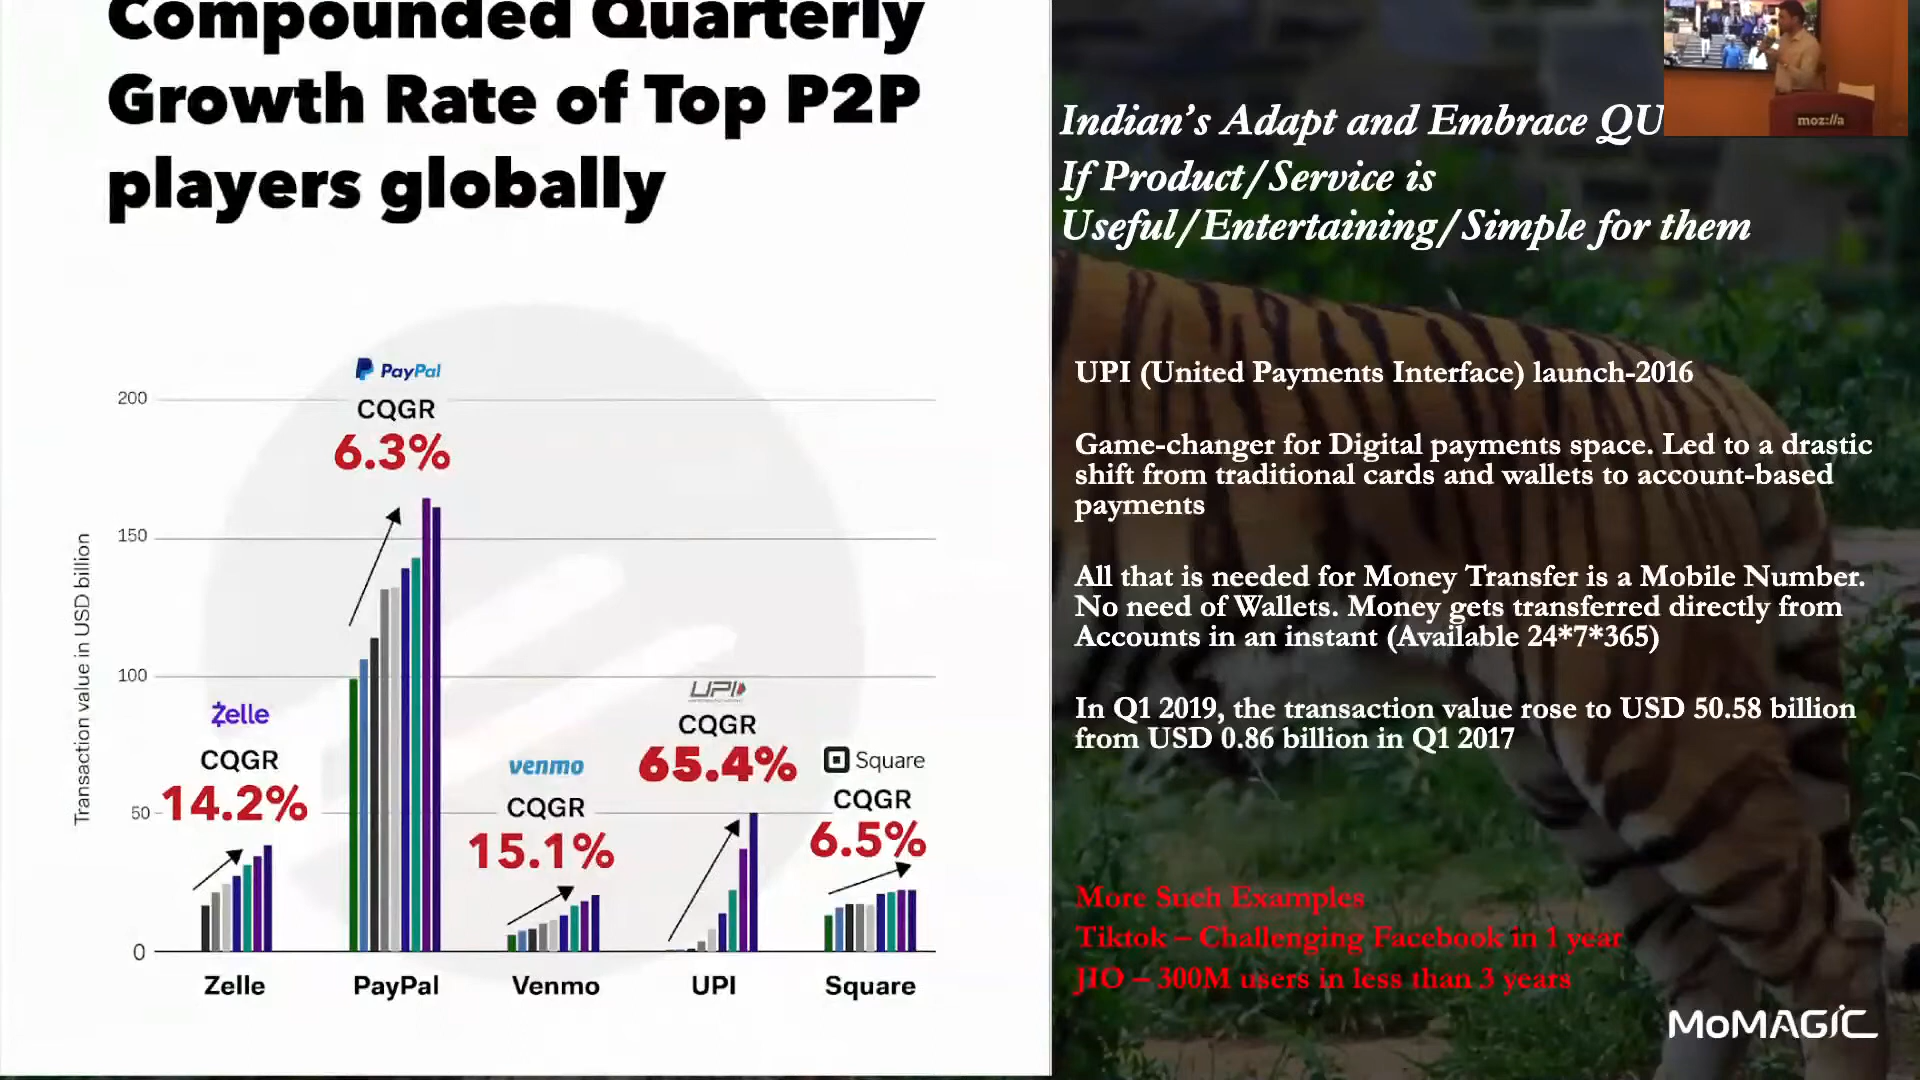 Compounded Quarterly
Growth Rate of Top P2P
players globally
Transaction value in USD billion
200
150
100
50
0
PayPal
CQGR
6.3%
Zelle
CQGR
14.2%
venmo
CQGR
15.1%
UPI
CQGR
65.4%
Square
CQGR
6.5%
Zelle
PayPal
Venmo
UPI
Square
Indian's Adapt and Embrace QU
If Product/Service is
Useful/Entertaining/Simple for them
UPI (United Payments Interface) launch-2016
Game-changer for Digital payments space. Led to a drastic
shift from traditional cards and wallets to account-based
payments
All that is needed for Money Transfer is a Mobile Number.
No need of Wallets. Money gets transferred directly from
Accounts in an instant (Available 24*7*365)
In Q1 2019, the transaction value rose to USD 50.58 billion
from USD 0.86 billion in Q1 2017
More Such Examples
Tiktok – Challenging Facebook in 1 year
JIO – 300M users in less than 3 years
MoMAGIC
moz://a